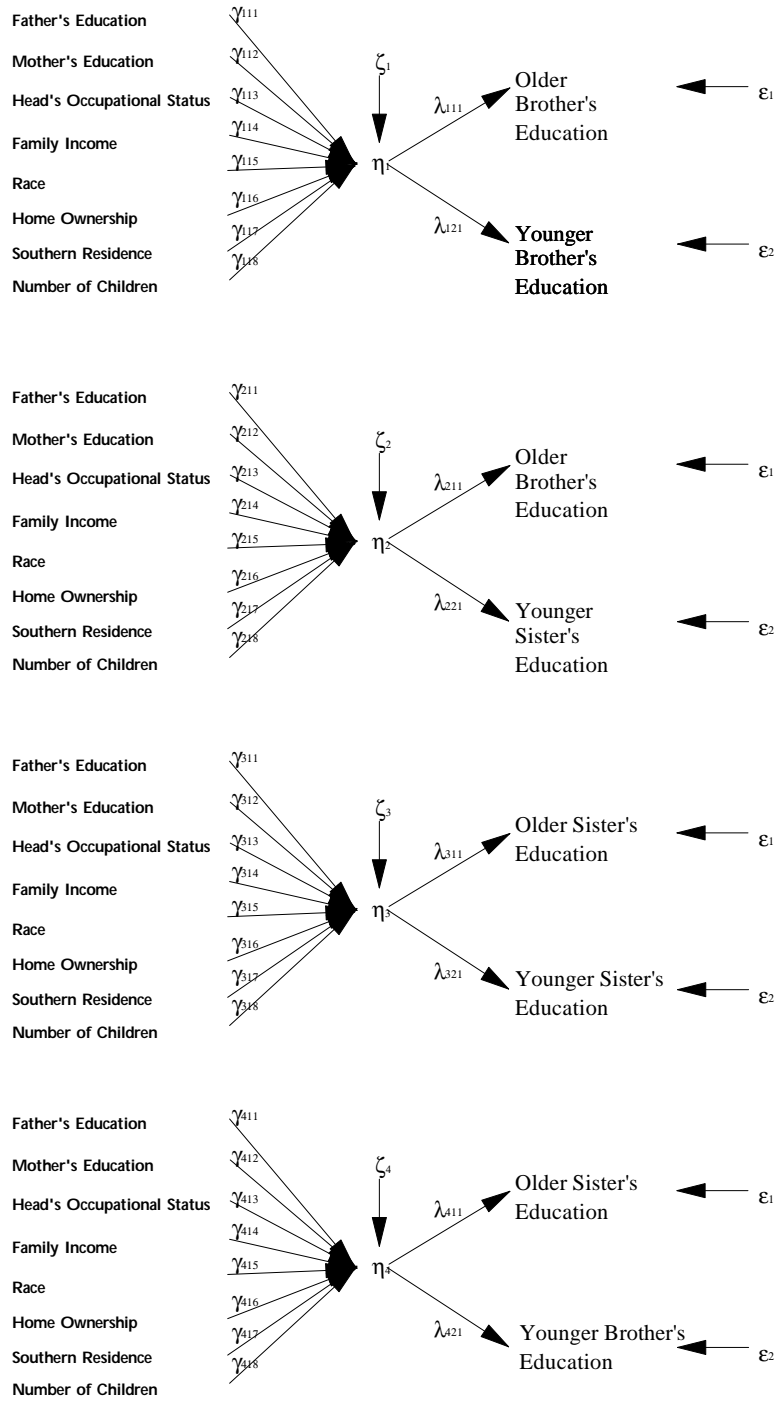 Father's Education
γ111
Mother's Education
γ112
ζ1
Older
Brother's
Education
ε1
Head's Occupational Status
γ113
λ111
Family Income
γ114
γ115
η1
Race
γ116
Home Ownership
γ117
λ121
Younger
Brother's
Education
ε2
Southern Residence
γ118
Number of Children
Father's Education
γ211
Mother's Education
γ212
ζ2
Older
Brother's
Education
ε1
Head's Occupational Status
γ213
λ211
Family Income
γ214
γ215
η2
Race
γ216
Home Ownership
γ217
λ221
Younger
Sister's
Education
ε2
Southern Residence
γ218
Number of Children
Father's Education
γ311
Mother's Education
γ312
ζ3
Older Sister's
Education
ε1
Head's Occupational Status
γ313
λ311
Family Income
γ314
γ315
η3
Race
γ316
Home Ownership
γ317
λ321
Younger Sister's
Education
ε2
Southern Residence
γ318
Number of Children
Father's Education
γ411
Mother's Education
γ412
ζ4
Older Sister's
Education
ε1
Head's Occupational Status
γ413
λ411
Family Income
γ414
γ415
η4
Race
γ416
Home Ownership
γ417
λ421
Younger Brother's
Education
ε2
Southern Residence
γ418
Number of Children